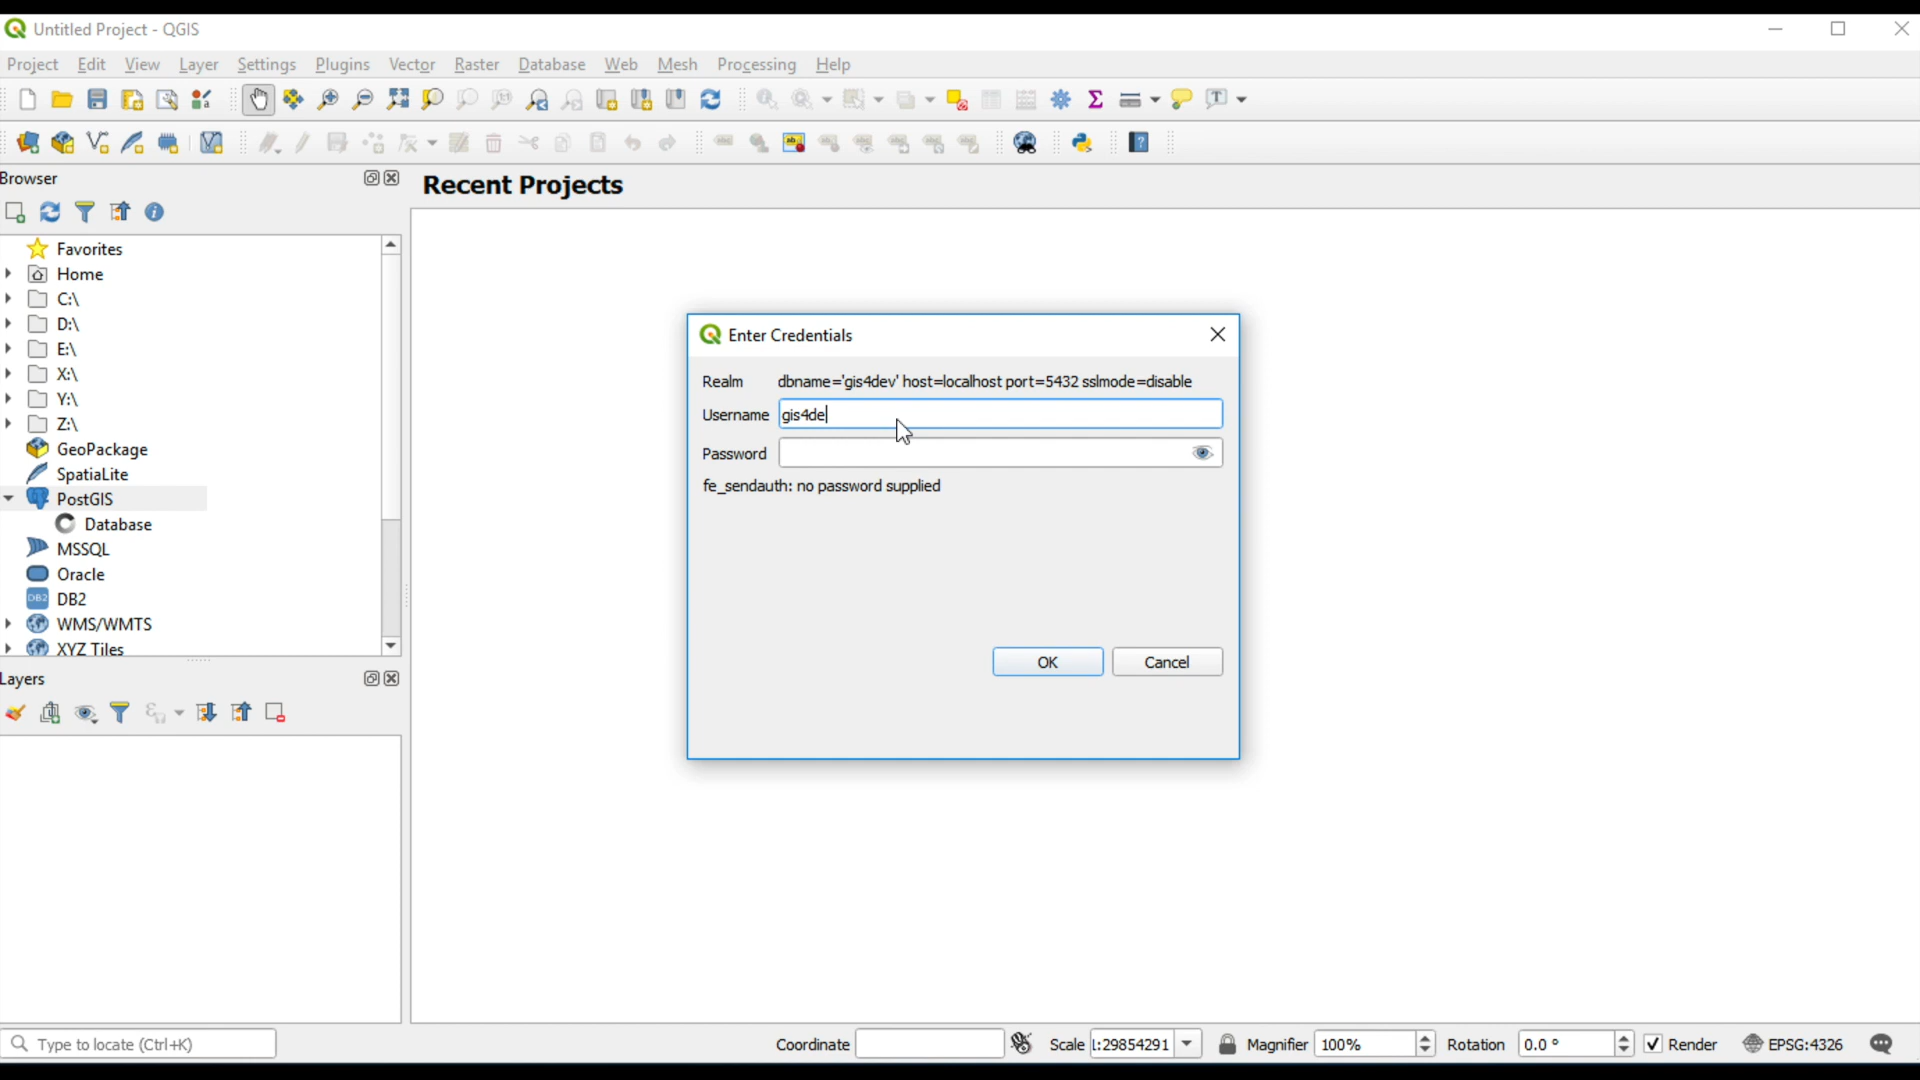 Untitled Project - QGIS
Project Edit View Layer Settings Plugins Vector Raster Database Web Mesh Processing Help
Browser
Recent Projects
Favorites
Home
C:\
D:\
E:\
X:\
Y:\
Z:\
GeoPackage
SpatiaLite
PostGIS
Database
MSSQL
Oracle
DB2 DB2
WMS/WMTS
XYZ Tiles
Enter Credentials
Realm dbname='gis4dev' host=localhost port=5432 sslmode=disable
Username gis4de
Password
fe_sendauth: no password supplied
OK Cancel
Layers
Type to locate (Ctrl+K)
Coordinate Scale 1:29854291 Magnifier 100% Rotation 0.0 ° Render EPSG:4326